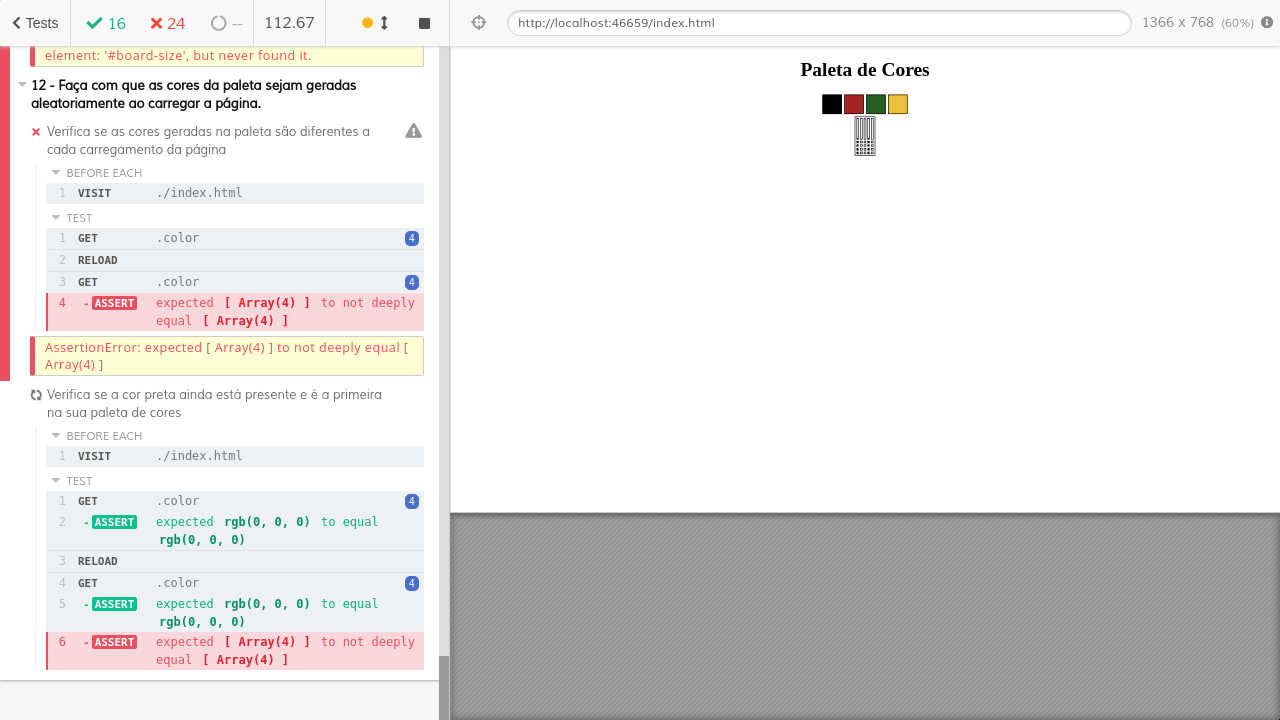 Tests 16 24 -- 112.67
http://localhost:46659/index.html 1366 x 768 (60%)
element: '#board-size', but never found it.
12 - Faça com que as cores da paleta sejam geradas
aleatoriamente ao carregar a página.
Verifica se as cores geradas na paleta são diferentes a
cada carregamento da página
BEFORE EACH
1 VISIT ./index.html
TEST
1 GET .color 4
2 RELOAD
3 GET .color 4
4 -ASSERT expected [ Array(4) ] to not deeply
equal [ Array(4) ]
AssertionError: expected [ Array(4) ] to not deeply equal [
Array(4) ]
Verifica se a cor preta ainda está presente e é a primeira
na sua paleta de cores
BEFORE EACH
1 VISIT ./index.html
TEST
1 GET .color 4
2 -ASSERT expected rgb(0, 0, 0) to equal
rgb(0, 0, 0)
3 RELOAD
4 GET .color 4
5 -ASSERT expected rgb(0, 0, 0) to equal
rgb(0, 0, 0)
6 -ASSERT expected [ Array(4) ] to not deeply
equal [ Array(4) ]
Paleta de Cores